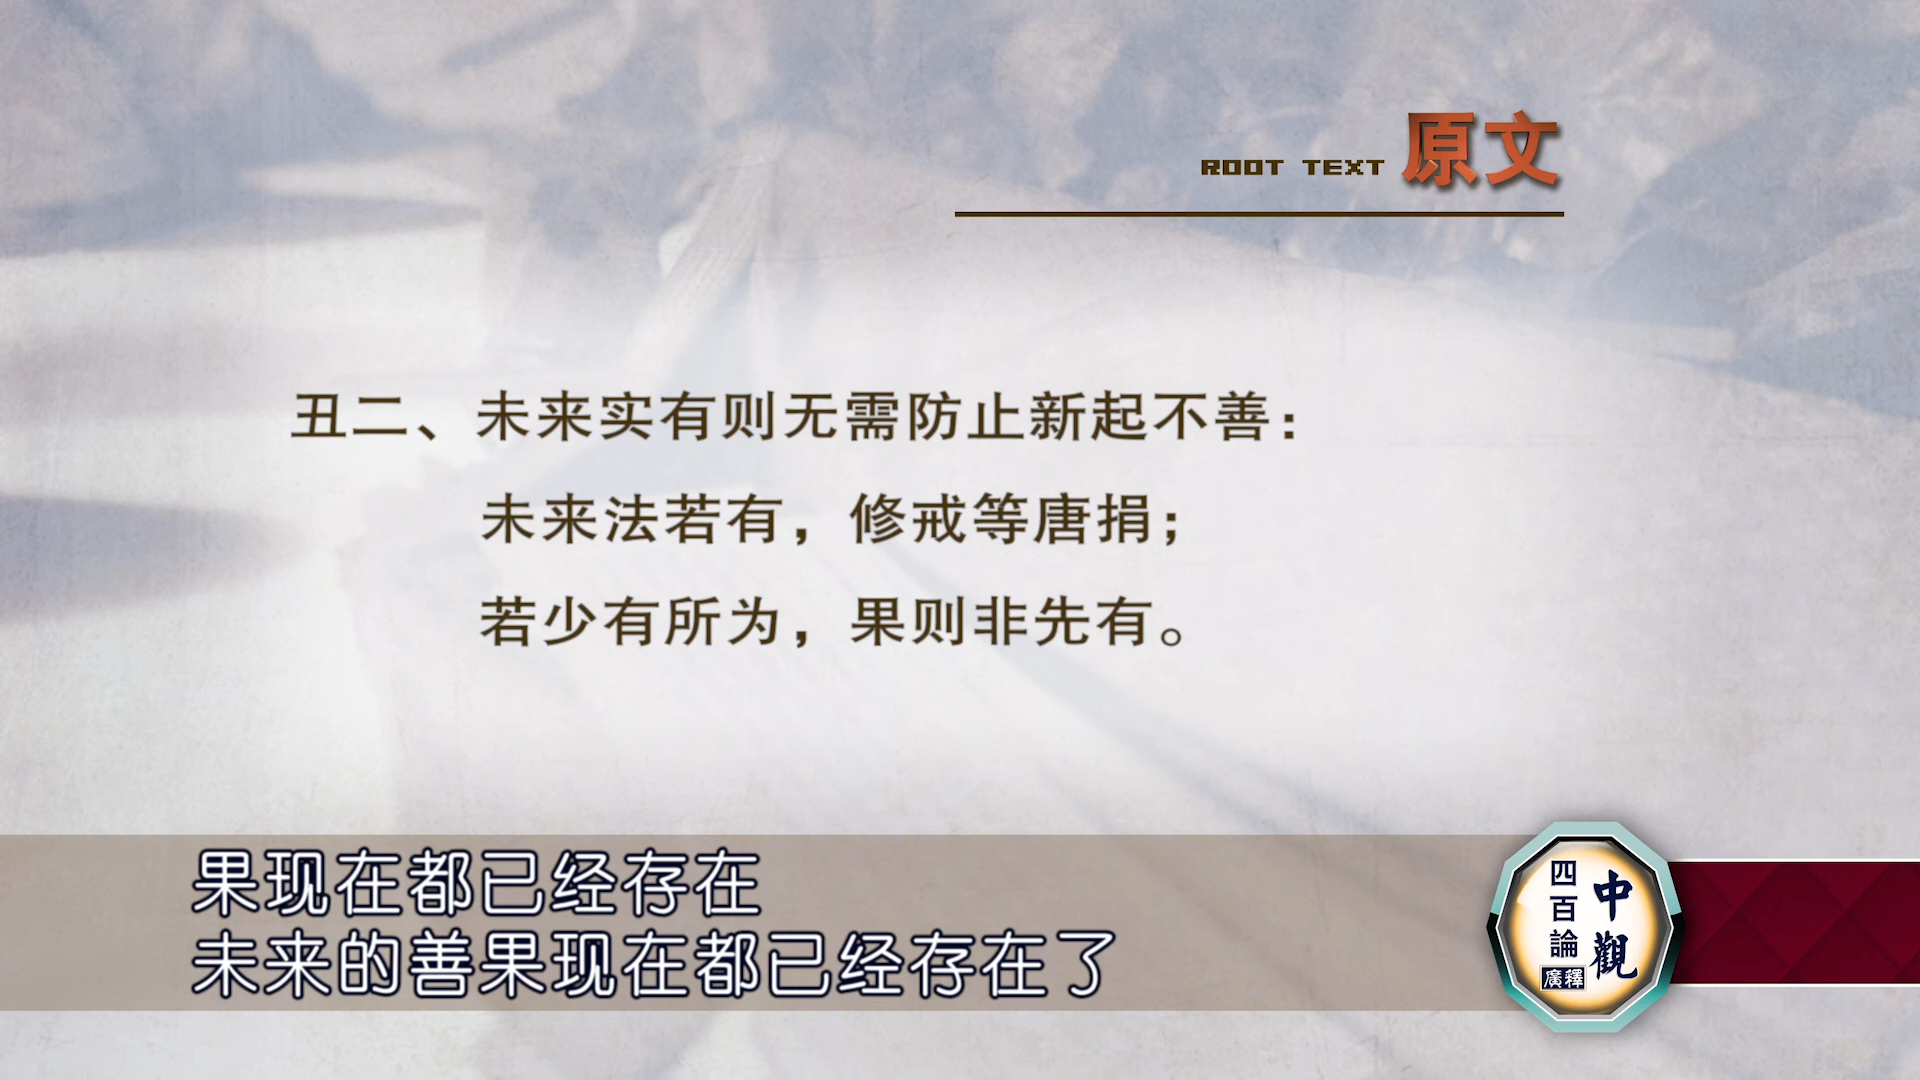 ROOT TEXT 原文
丑二、未来实有则无需防止新起不善：
未来法若有，修戒等唐捐；
若少有所为，果则非先有。
果现在都已经存在
未来的善果现在都已经存在了
中觀
四百論
廣釋